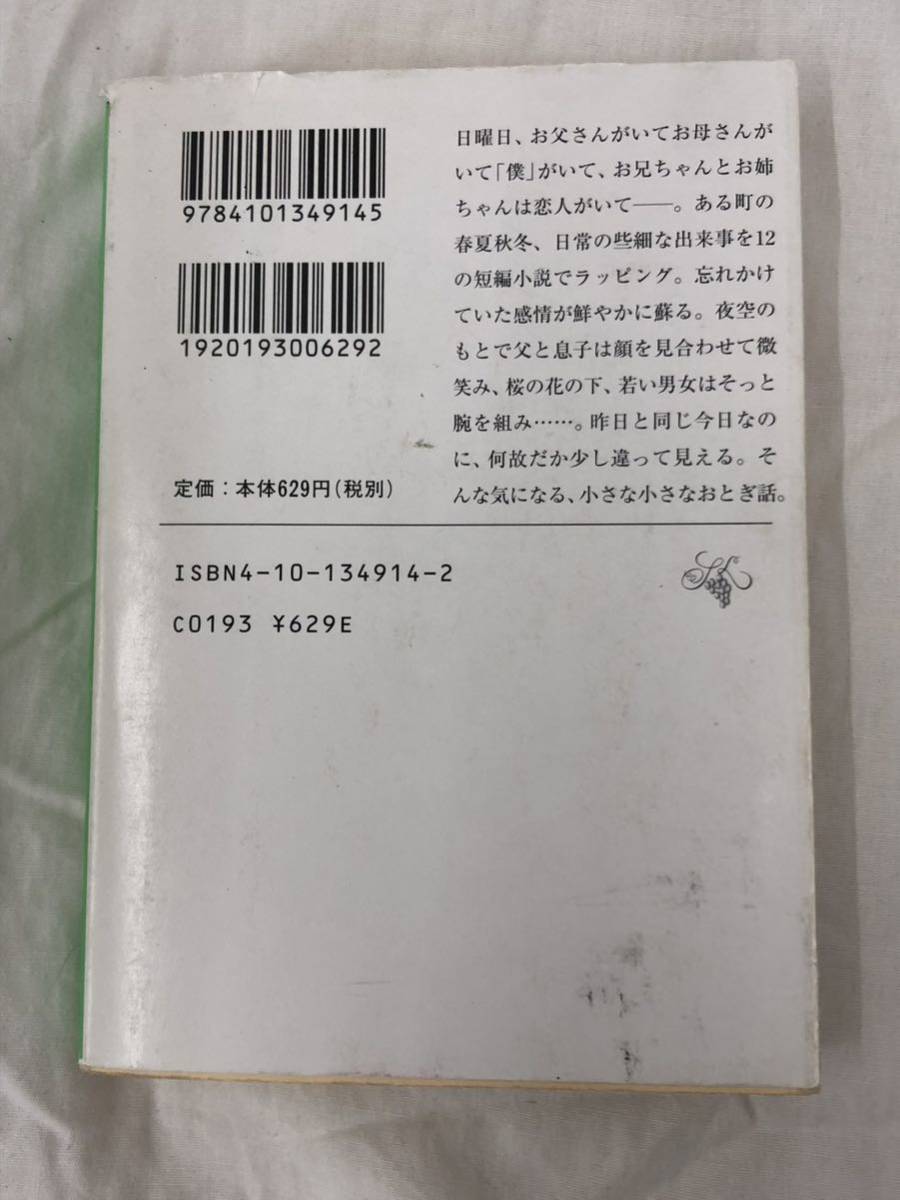 9784101349145
1920193006292
定価：本体629円（税別）
日曜日、お父さんがいてお母さんが
いて「僕」がいて、お兄ちゃんとお姉
ちゃんは恋人がいて――。ある町の
春夏秋冬、日常の些細な出来事を12
の短編小説でラッピング。忘れかけ
ていた感情が鮮やかに蘇る。夜空の
もとで父と息子は顔を見合わせて微
笑み、桜の花の下、若い男女はそっと
腕を組み……。昨日と同じ今日なの
に、何故だか少し違って見える。そ
んな気になる、小さな小さなおとぎ話。
ISBN4-10-134914-2
C0193 ¥629E